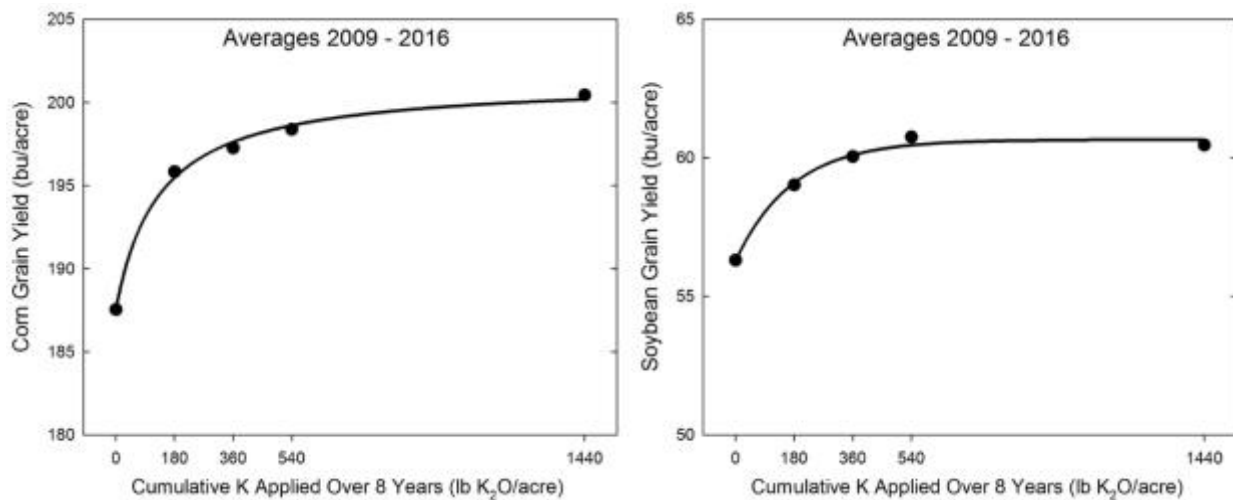 Averages 2009 - 2016
Corn Grain Yield (bu/acre)
205
200
195
190
185
180
0 180 360 540 1440
Cumulative K Applied Over 8 Years (lb K₂O/acre)
Averages 2009 - 2016
Soybean Grain Yield (bu/acre)
65
60
55
50
0 180 360 540 1440
Cumulative K Applied Over 8 Years (lb K₂O/acre)